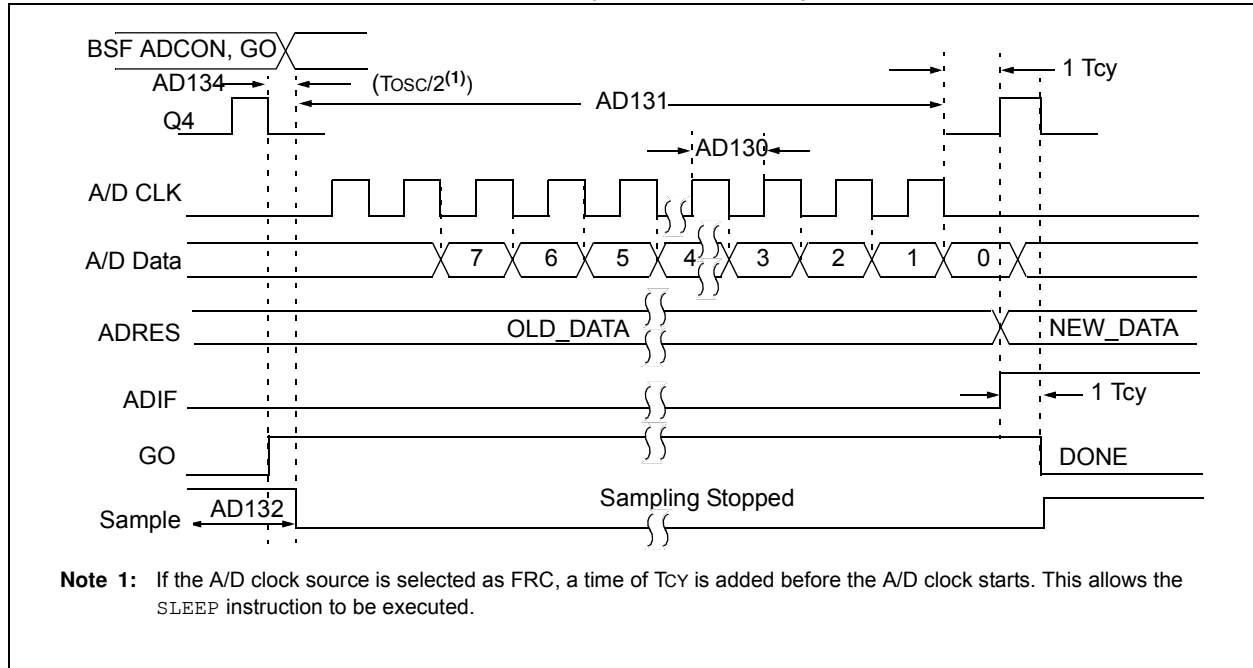 BSF ADCON, GO
AD134 (TOSC/2(1)) AD131 1 TCY
Q4
AD130
A/D CLK
A/D Data 7 6 5 4 3 2 1 0
ADRES OLD_DATA NEW_DATA
ADIF 1 TCY
GO DONE
Sample AD132 Sampling Stopped
Note 1: If the A/D clock source is selected as FRC, a time of TCY is added before the A/D clock starts. This allows the
SLEEP instruction to be executed.